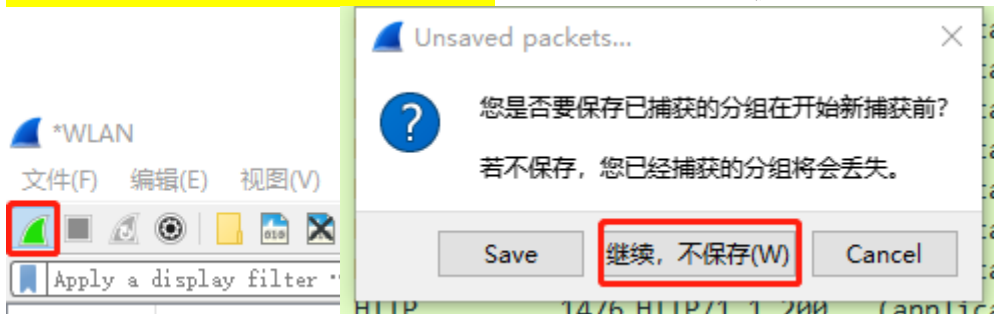 *WLAN
文件(F) 编辑(E) 视图(V)
Apply a display filter
Unsaved packets...
您是否要保存已捕获的分组在开始新捕获前?
若不保存，您已经捕获的分组将会丢失。
Save 继续，不保存(W) Cancel
HTTP 1476 HTTP/1.1 200 (applica